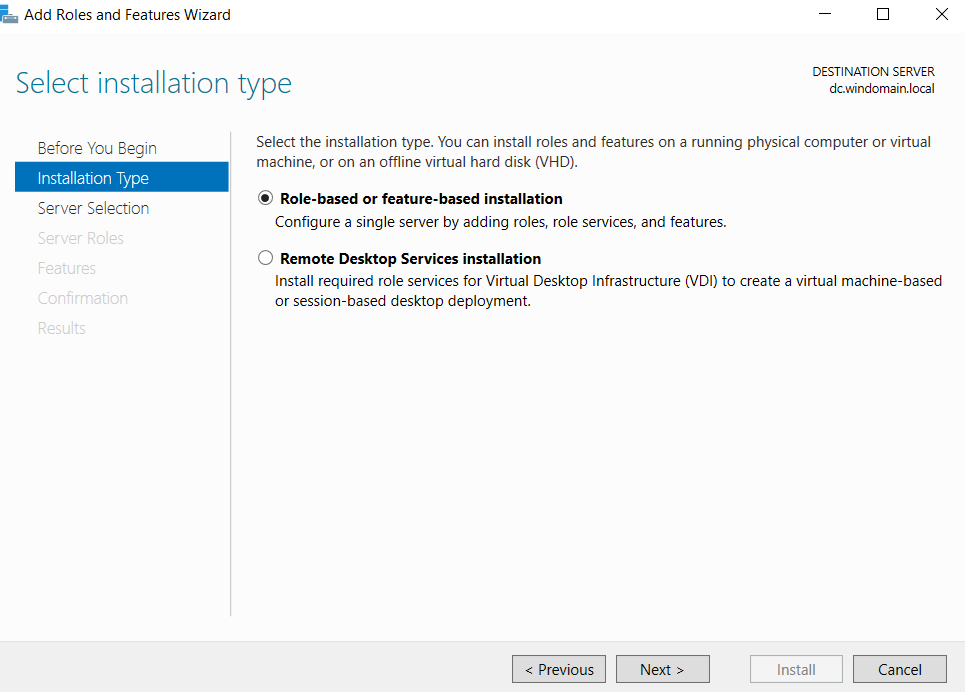 Add Roles and Features Wizard
Select installation type
DESTINATION SERVER
dc.windomain.local
Before You Begin
Installation Type
Server Selection
Server Roles
Features
Confirmation
Results
Select the installation type. You can install roles and features on a running physical computer or virtual
machine, or on an offline virtual hard disk (VHD).
Role-based or feature-based installation
Configure a single server by adding roles, role services, and features.
Remote Desktop Services installation
Install required role services for Virtual Desktop Infrastructure (VDI) to create a virtual machine-based
or session-based desktop deployment.
< Previous
Next >
Install
Cancel